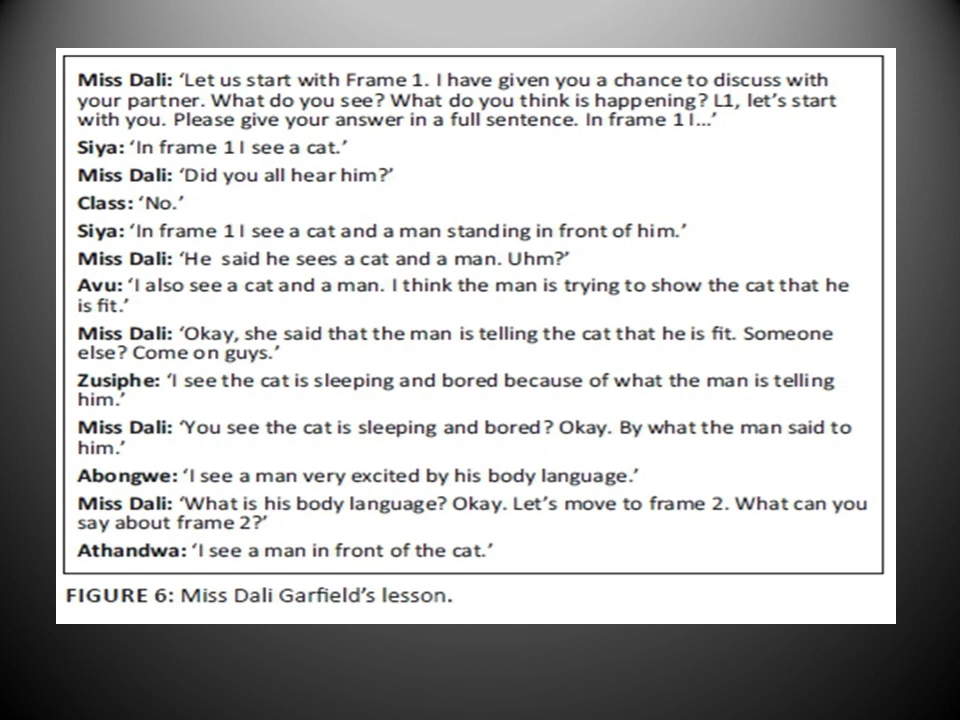 Miss Dali: ‘Let us start with Frame 1. I have given you a chance to discuss with
your partner. What do you see? What do you think is happening? L1, let’s start
with you. Please give your answer in a full sentence. In frame 1 I...’
Siya: ‘In frame 1 I see a cat.’
Miss Dali: ‘Did you all hear him?’
Class: ‘No.’
Siya: ‘In frame 1 I see a cat and a man standing in front of him.’
Miss Dali: ‘He said he sees a cat and a man. Uhm?’
Avu: ‘I also see a cat and a man. I think the man is trying to show the cat that he
is fit.’
Miss Dali: ‘Okay, she said that the man is telling the cat that he is fit. Someone
else? Come on guys.’
Zusiphe: ‘I see the cat is sleeping and bored because of what the man is telling
him.’
Miss Dali: ‘You see the cat is sleeping and bored? Okay. By what the man said to
him.’
Abongwe: ‘I see a man very excited by his body language.’
Miss Dali: ‘What is his body language? Okay. Let’s move to frame 2. What can you
say about frame 2?’
Athandwa: ‘I see a man in front of the cat.’
FIGURE 6: Miss Dali Garfield’s lesson.